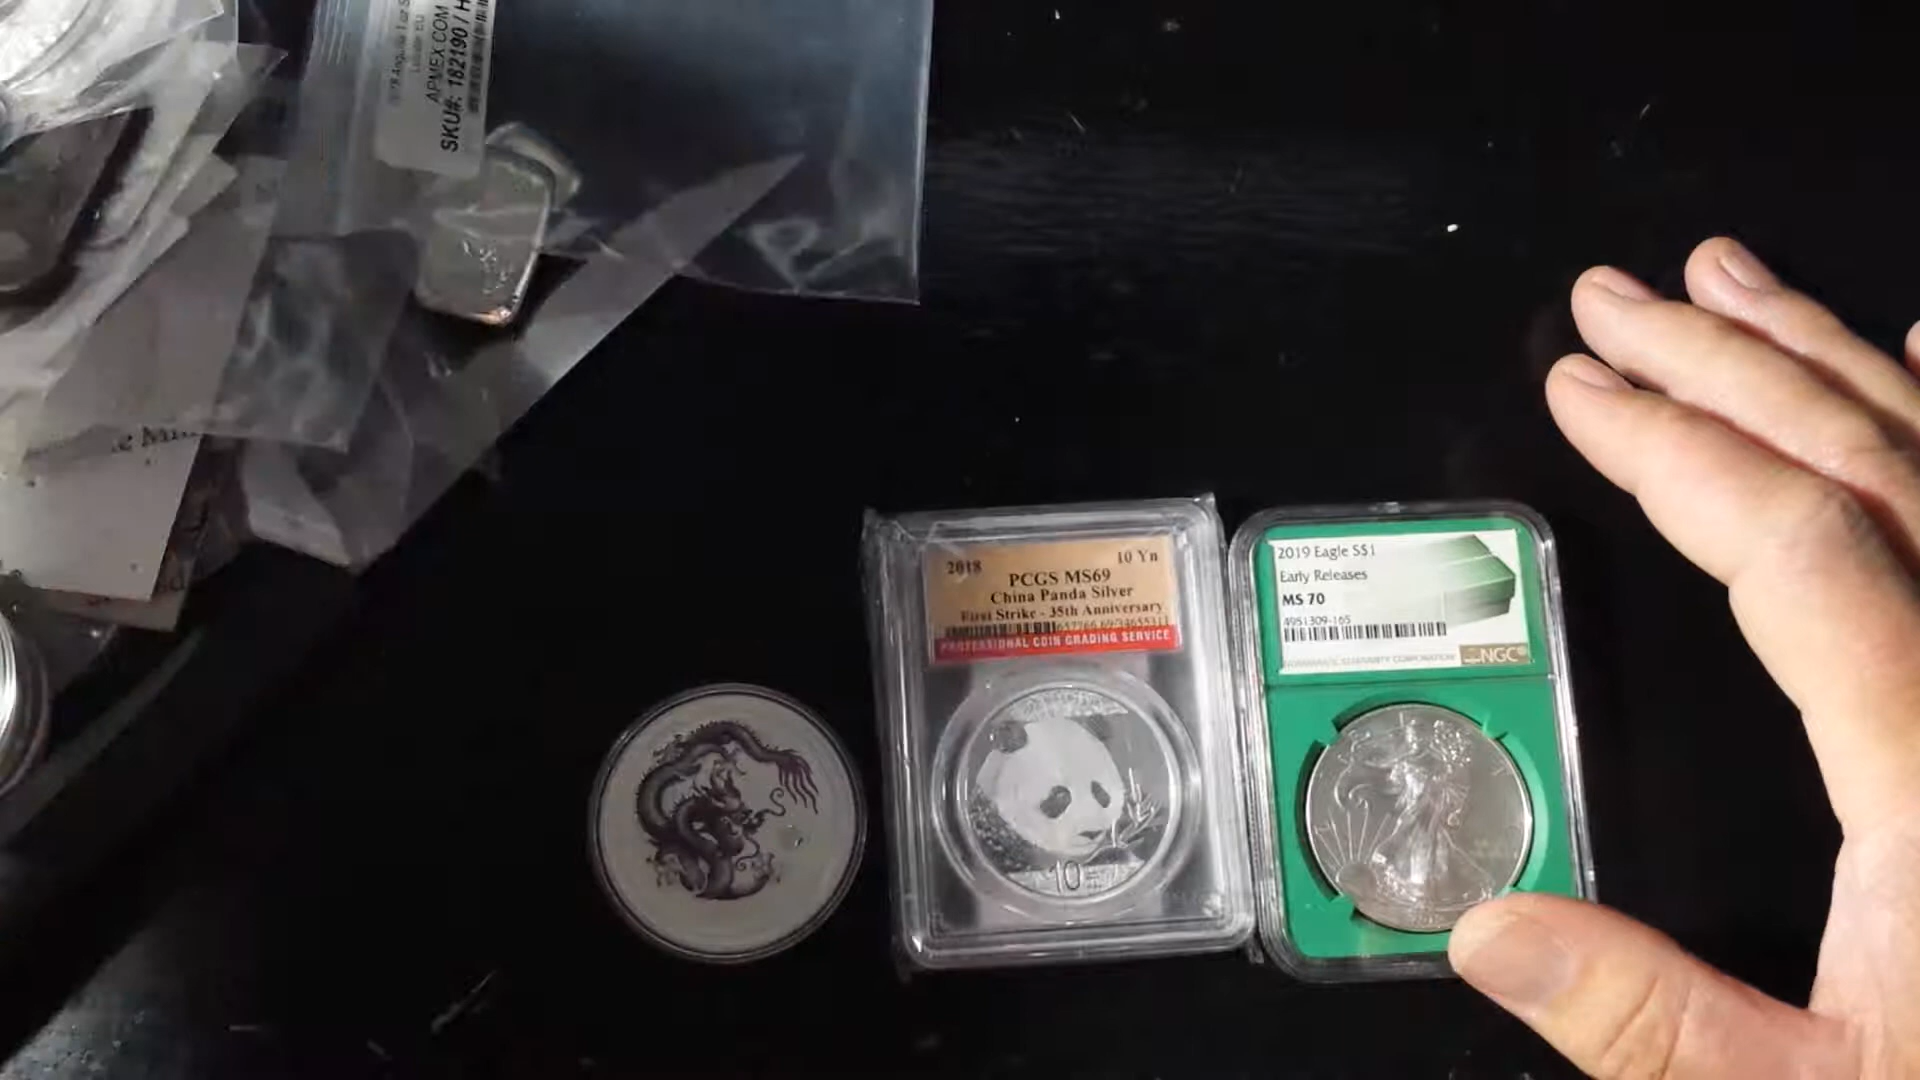 APMEX.COM
SKU#: 182190 / H
2018
10 Yn
PCGS MS69
China Panda Silver
First Strike - 35th Anniversary
PROFESSIONAL COIN GRADING SERVICE
10
2019 Eagle S$1
Early Releases
MS 70
4951309-165
NGC